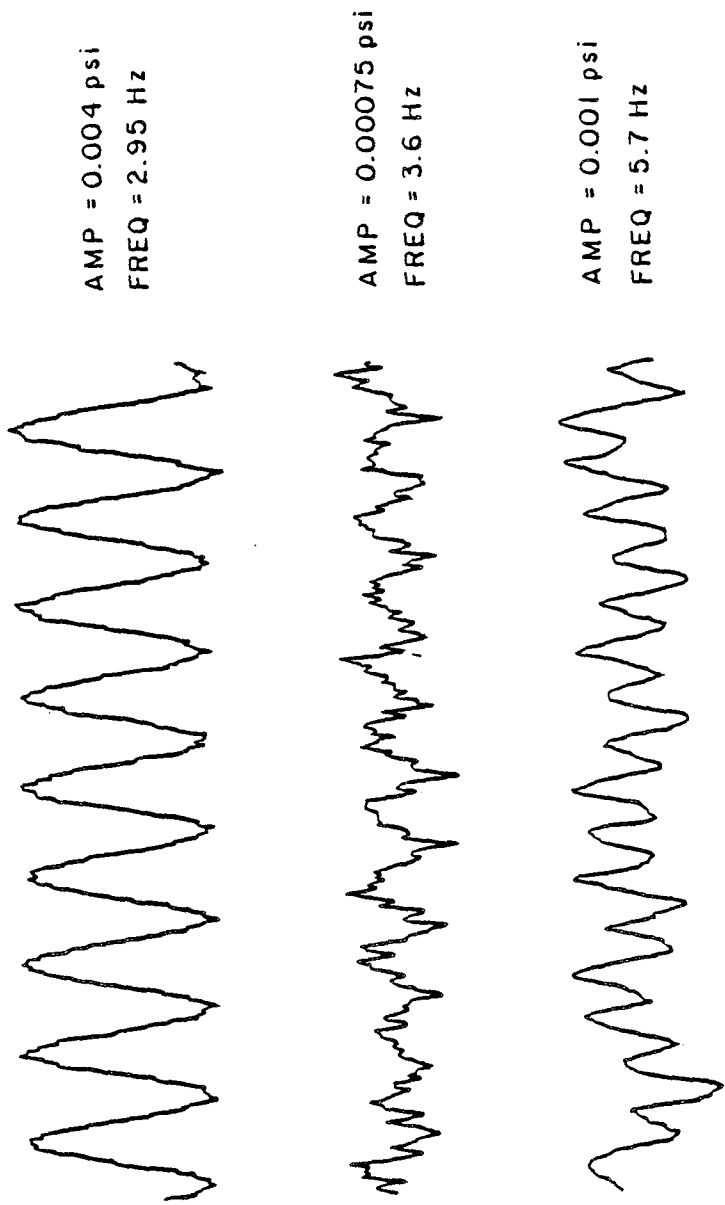 AMP = 0.004 psi
FREQ = 2.95 Hz
AMP = 0.00075 psi
FREQ = 3.6 Hz
AMP = 0.001 psi
FREQ = 5.7 Hz